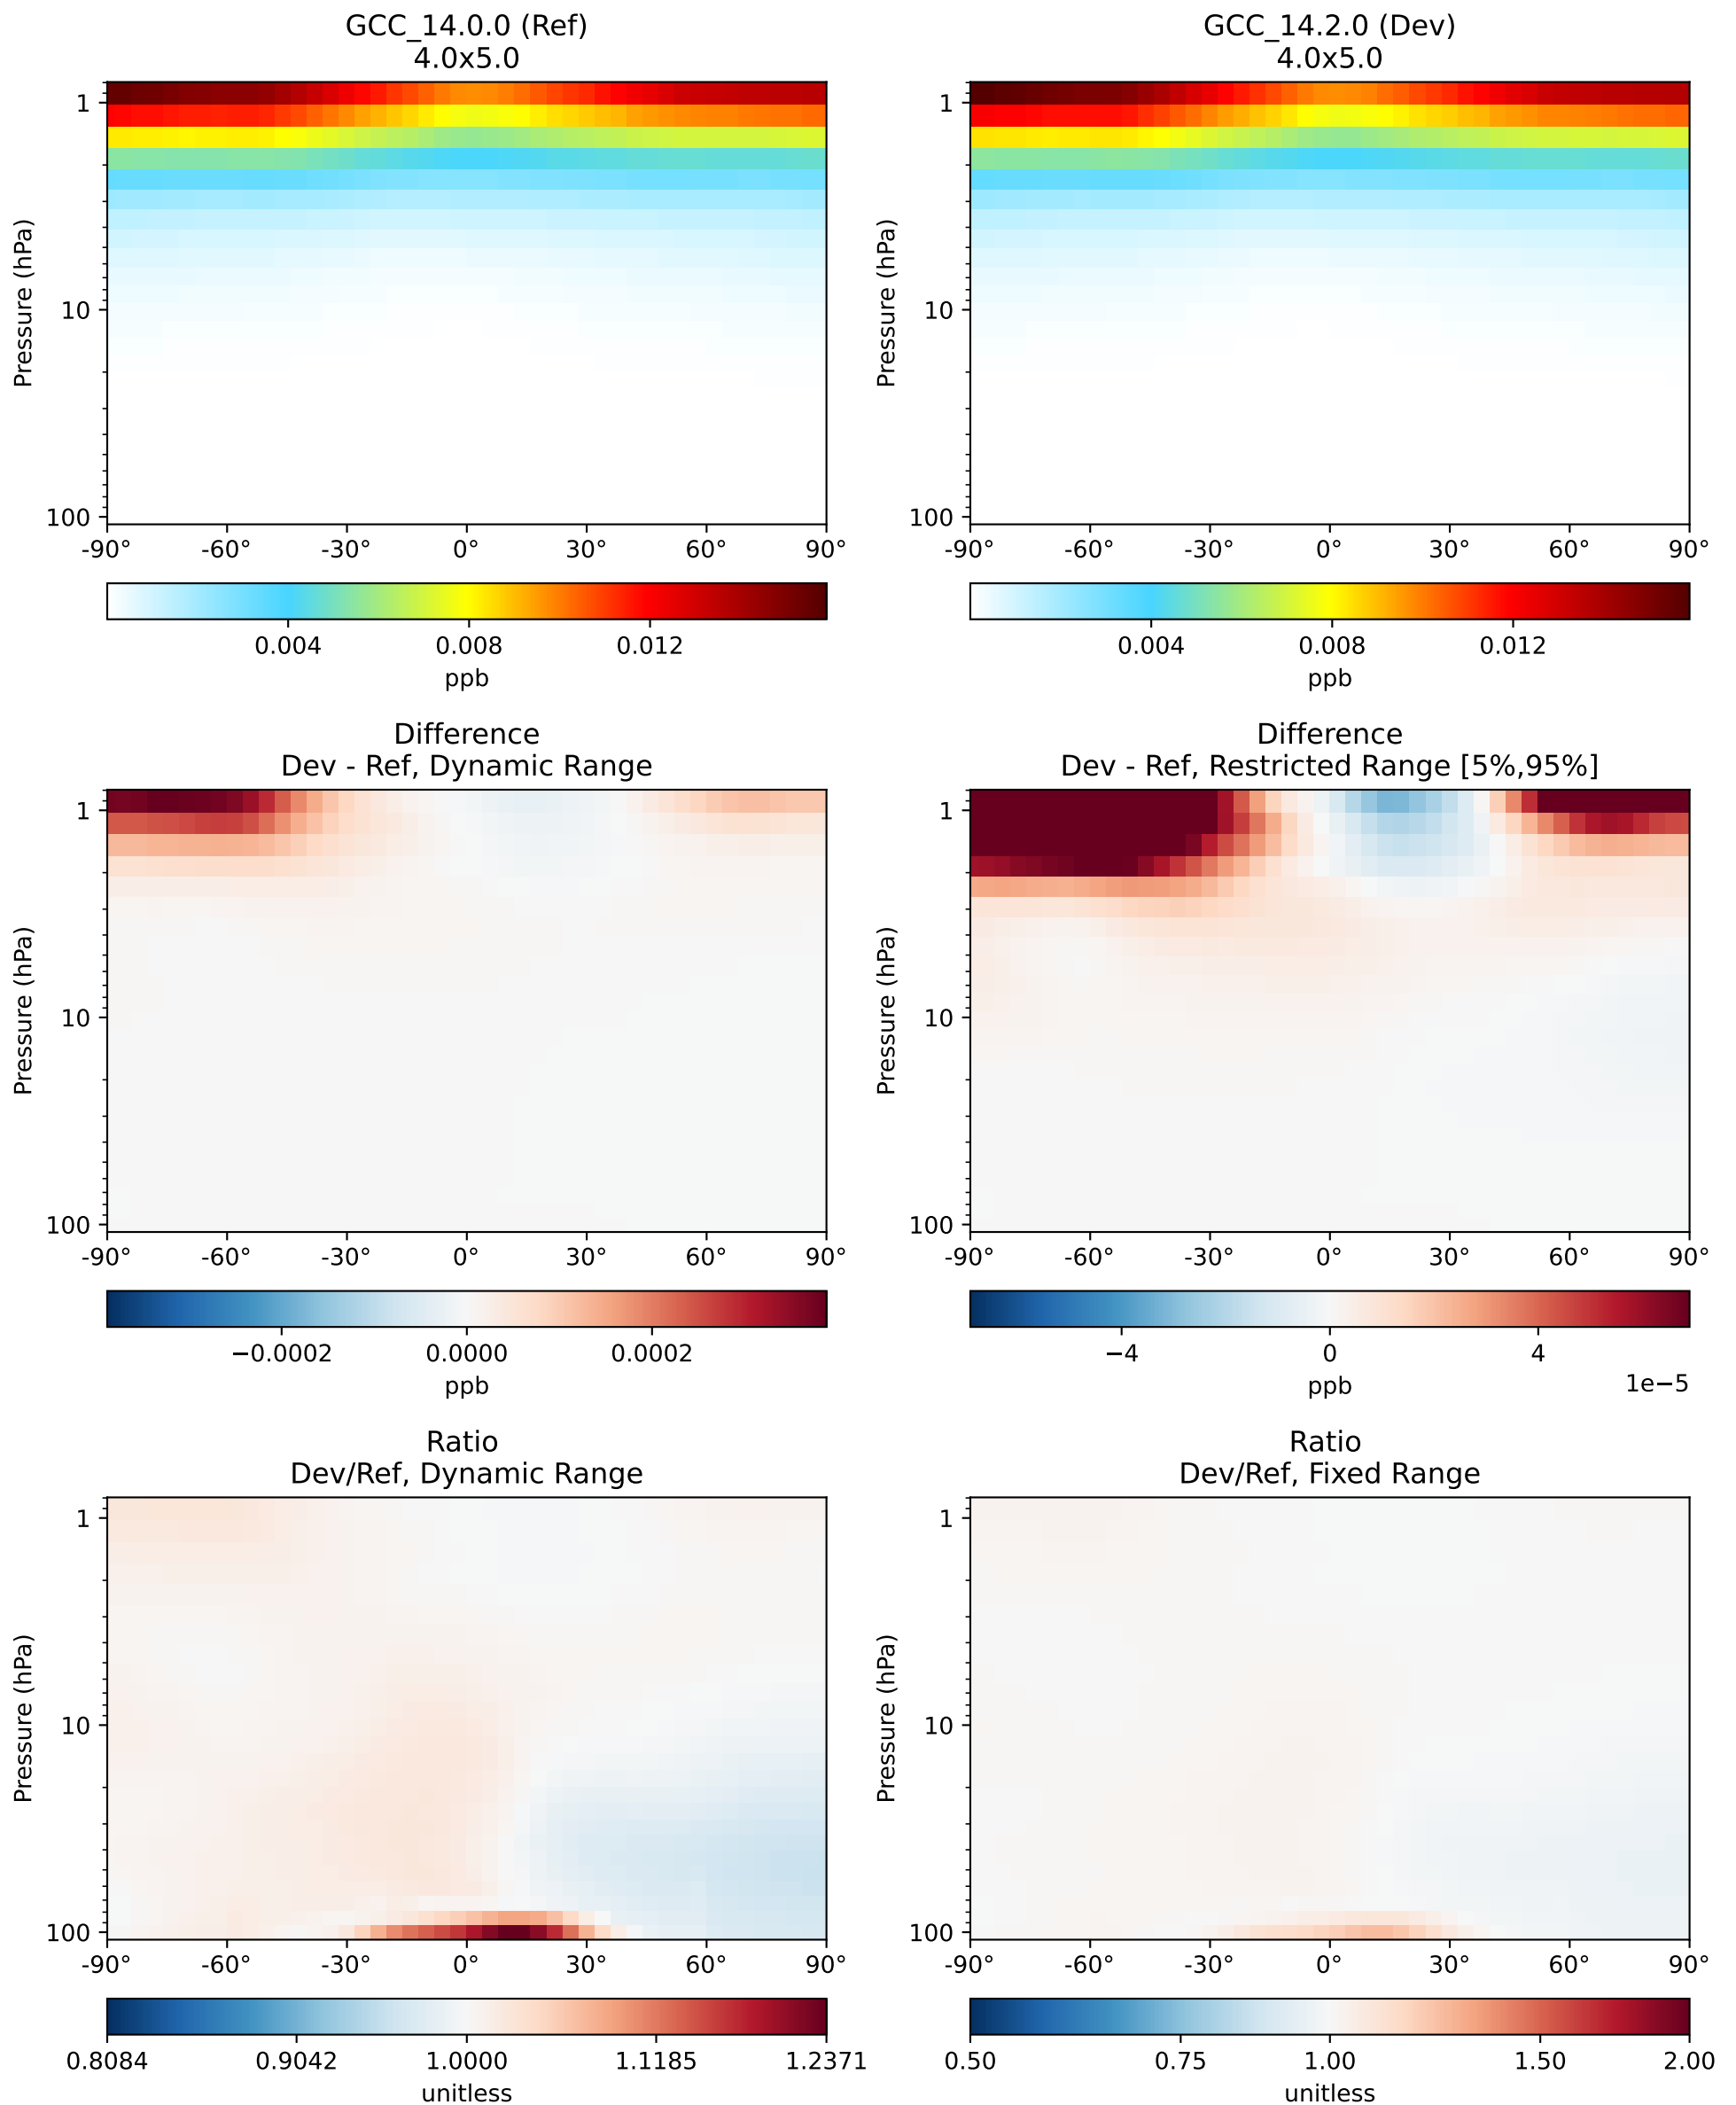 GCC_14.0.0 (Ref)
4.0x5.0
GCC_14.2.0 (Dev)
4.0x5.0
Pressure (hPa)
1
10
100
-90° -60° -30° 0° 30° 60° 90°
0.004 0.008 0.012
ppb
Pressure (hPa)
1
10
100
-90° -60° -30° 0° 30° 60° 90°
0.004 0.008 0.012
ppb
Difference
Dev - Ref, Dynamic Range
Pressure (hPa)
1
10
100
-90° -60° -30° 0° 30° 60° 90°
−0.0002 0.0000 0.0002
ppb
Difference
Dev - Ref, Restricted Range [5%,95%]
Pressure (hPa)
1
10
100
-90° -60° -30° 0° 30° 60° 90°
−4 0 4
1e−5
ppb
Ratio
Dev/Ref, Dynamic Range
Pressure (hPa)
1
10
100
-90° -60° -30° 0° 30° 60° 90°
0.8084 0.9042 1.0000 1.1185 1.2371
unitless
Ratio
Dev/Ref, Fixed Range
Pressure (hPa)
1
10
100
-90° -60° -30° 0° 30° 60° 90°
0.50 0.75 1.00 1.50 2.00
unitless